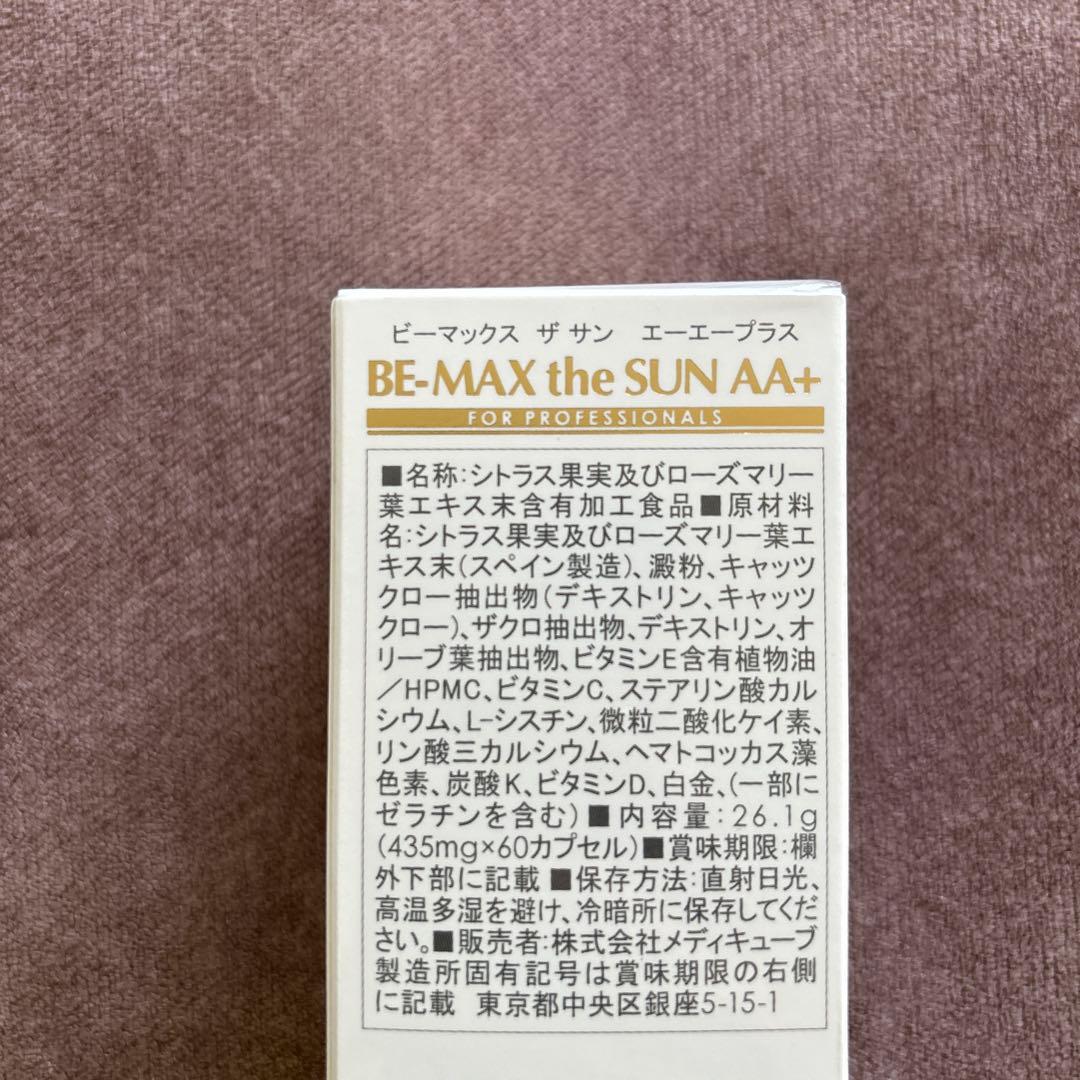 ビーマックス ザ サン エーエープラス
BE-MAX the SUN AA+
FOR PROFESSIONALS
■名称:シトラス果実及びローズマリー
葉エキス末含有加工食品■原材料
名:シトラス果実及びローズマリー葉エ
キス末(スペイン製造)、澱粉、キャッツ
クロー抽出物(デキストリン、キャッツ
クロー)、ザクロ抽出物、デキストリン、オ
リーブ葉抽出物、ビタミンE含有植物油
/HPMC、ビタミンC、ステアリン酸カル
シウム、L-シスチン、微粒二酸化ケイ素、
リン酸三カルシウム、ヘマトコッカス藻
色素、炭酸K、ビタミンD、白金、(一部に
ゼラチンを含む)■内容量:26.1g
(435mg×60カプセル)■賞味期限:欄
外下部に記載■保存方法:直射日光、
高温多湿を避け、冷暗所に保存してくだ
さい。■販売者:株式会社メディキューブ
製造所固有記号は賞味期限の右側
に記載 東京都中央区銀座5-15-1